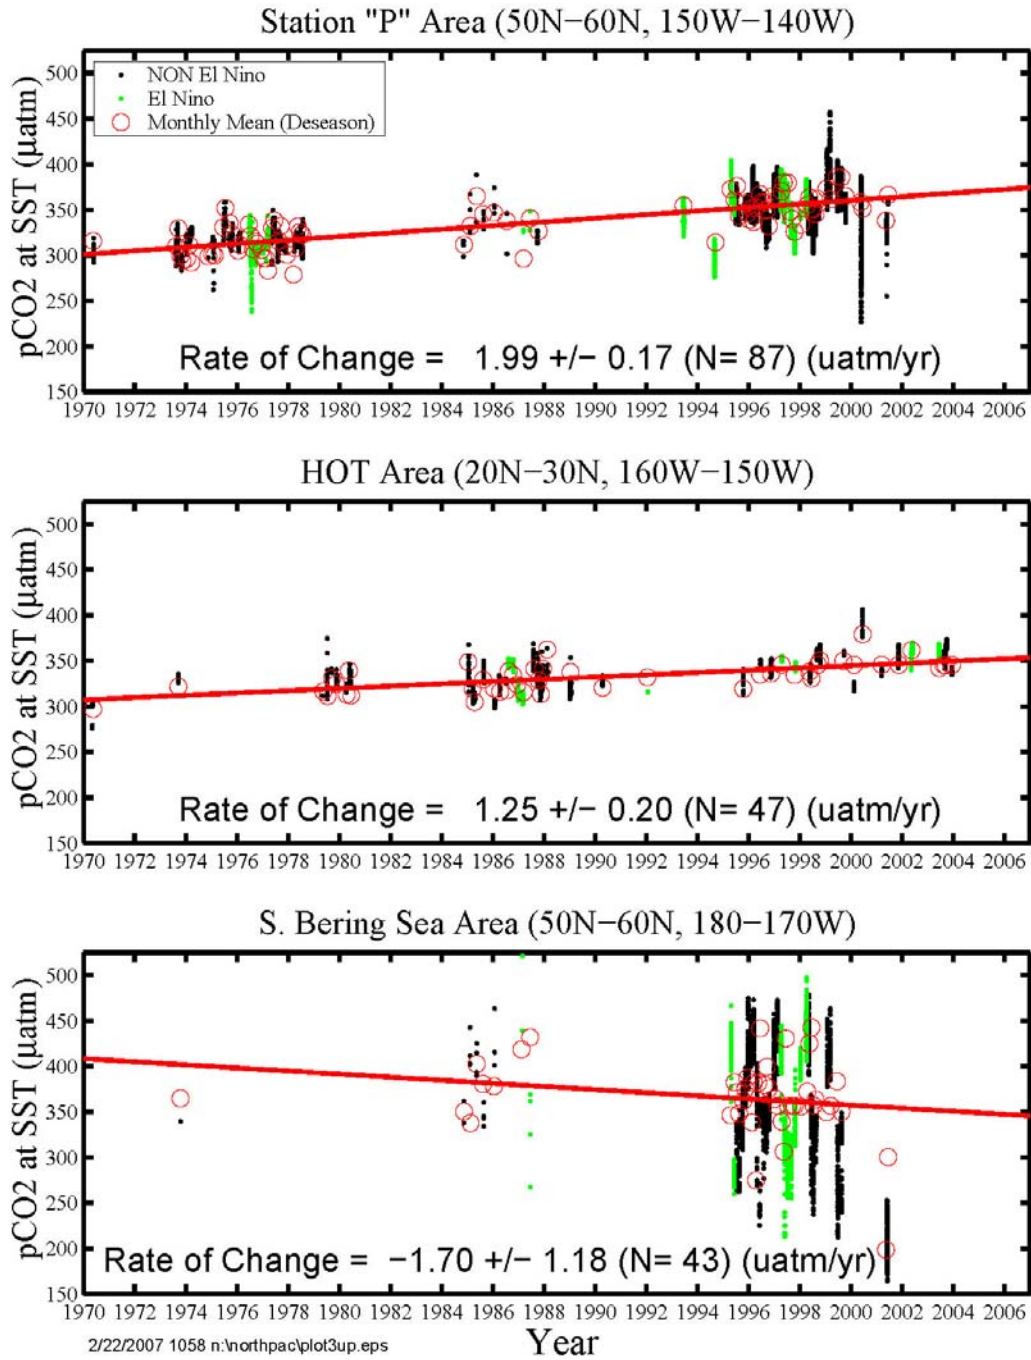 Station "P" Area (50N−60N, 150W−140W)
NON El Nino
El Nino
Monthly Mean (Deseason)
pCO2 at SST (µatm)
500
450
400
350
300
250
200
150
Rate of Change = 1.99 +/− 0.17 (N= 87) (uatm/yr)
1970 1972 1974 1976 1978 1980 1982 1984 1986 1988 1990 1992 1994 1996 1998 2000 2002 2004 2006
HOT Area (20N−30N, 160W−150W)
pCO2 at SST (µatm)
500
450
400
350
300
250
200
150
Rate of Change = 1.25 +/− 0.20 (N= 47) (uatm/yr)
1970 1972 1974 1976 1978 1980 1982 1984 1986 1988 1990 1992 1994 1996 1998 2000 2002 2004 2006
S. Bering Sea Area (50N−60N, 180−170W)
pCO2 at SST (µatm)
500
450
400
350
300
250
200
150
Rate of Change = −1.70 +/− 1.18 (N= 43) (uatm/yr)
1970 1972 1974 1976 1978 1980 1982 1984 1986 1988 1990 1992 1994 1996 1998 2000 2002 2004 2006
Year
2/22/2007 1058 n:\northpac\plot3up.eps